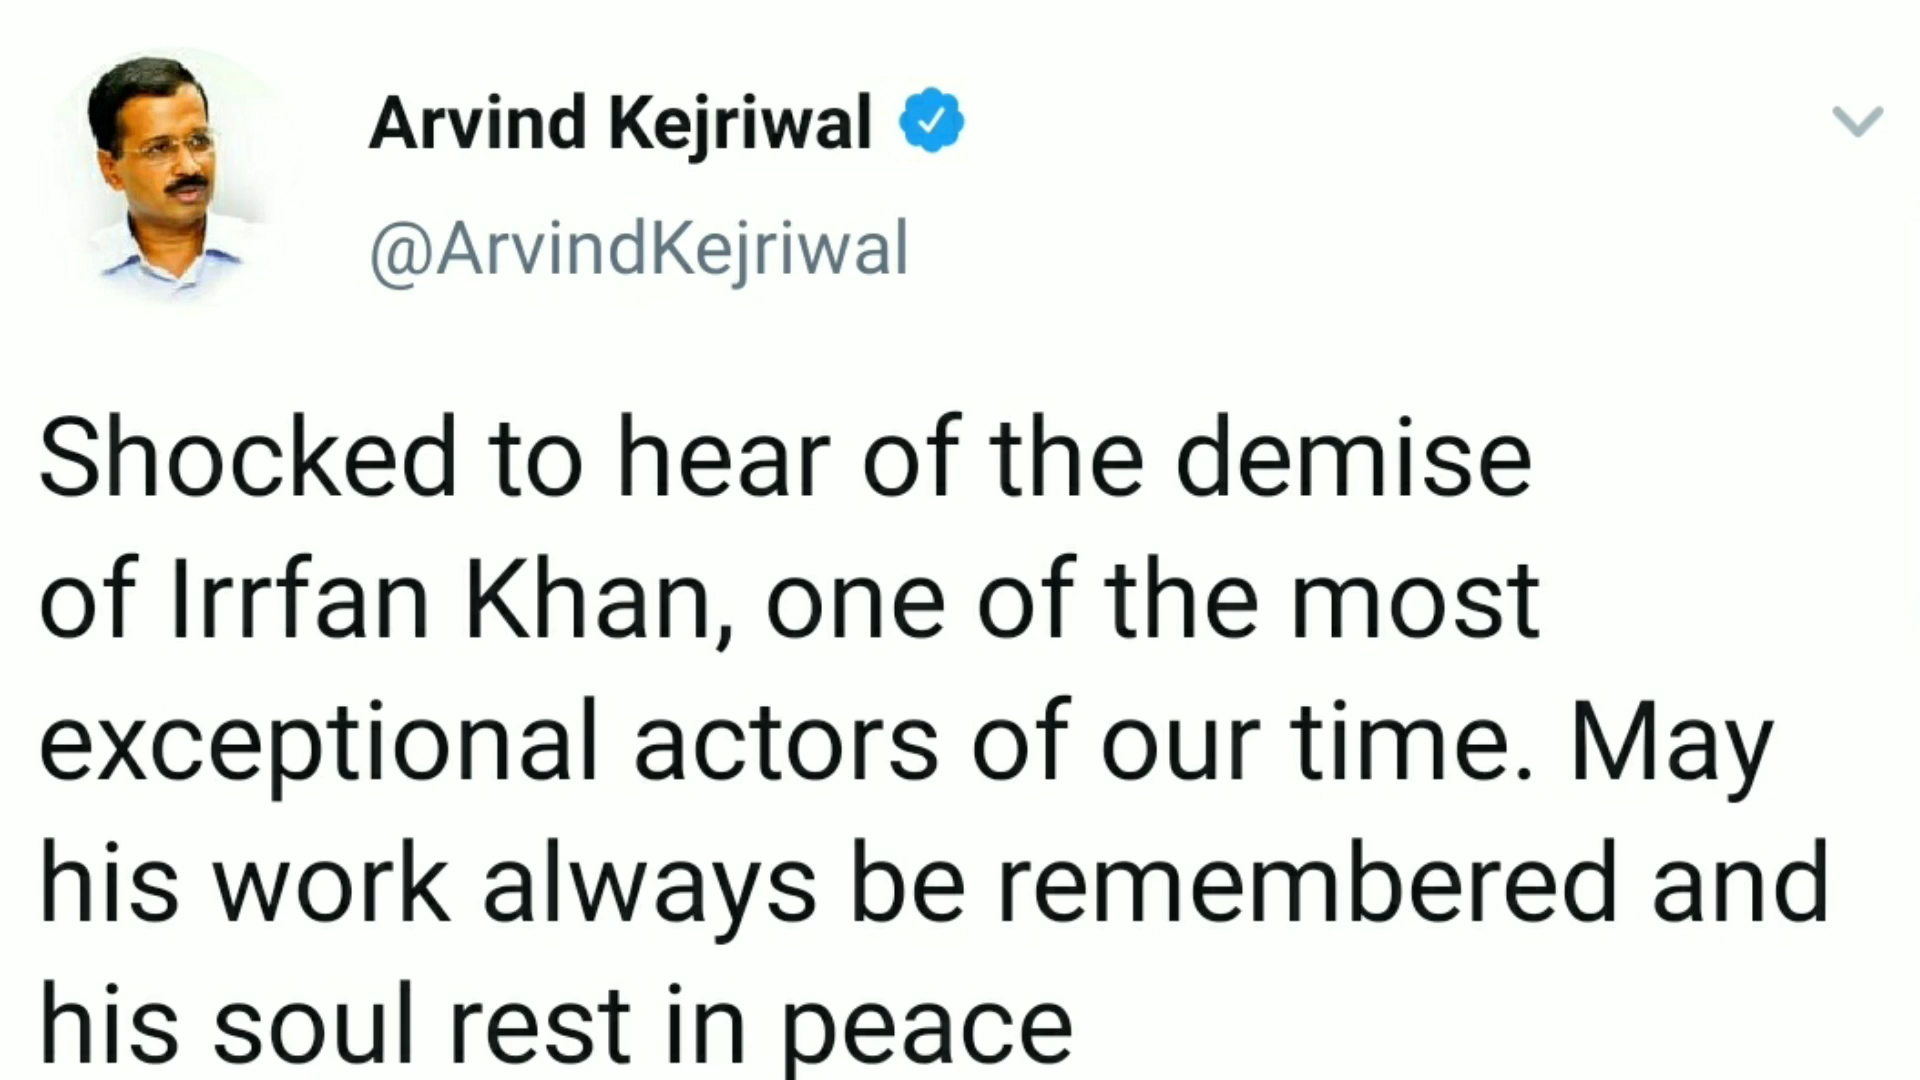 Arvind Kejriwal
@ArvindKejriwal
Shocked to hear of the demise
of Irrfan Khan, one of the most
exceptional actors of our time. May
his work always be remembered and
his soul rest in peace